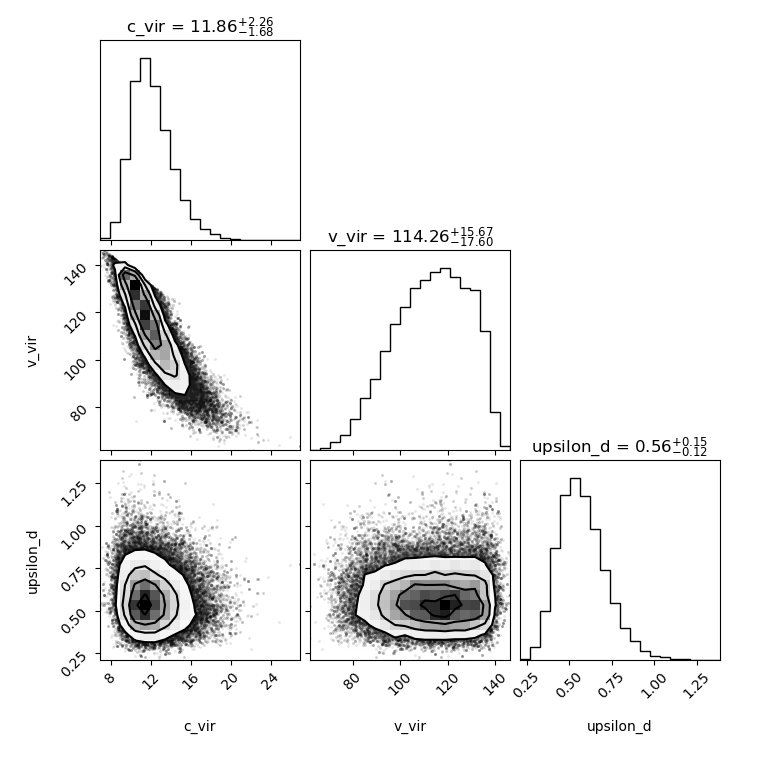 c_vir = 11.86+2.26−1.68
v_vir = 114.26+15.67−17.60
140
120
100
80
v_vir
upsilon_d = 0.56+0.15−0.12
1.25
1.00
0.75
0.50
0.25
upsilon_d
8 12 16 20 24
80 100 120 140
0.25 0.50 0.75 1.00 1.25
c_vir
v_vir
upsilon_d